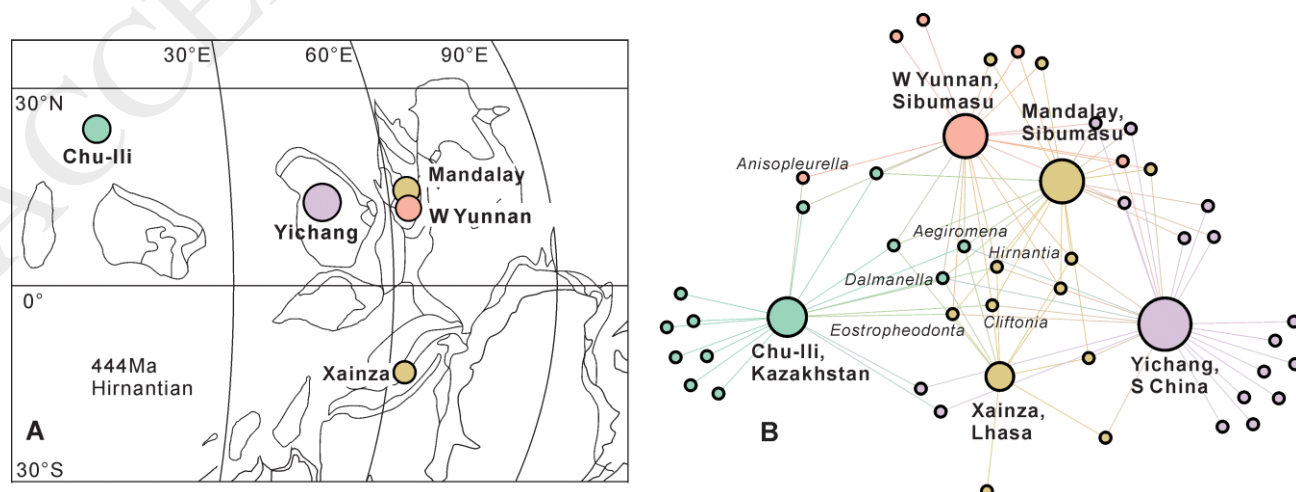 ACCE
30°E
60°E
90°E
30°N
Chu-Ili
Mandalay
W Yunnan
Yichang
0°
Xainza
444Ma
Hirnantian
A
30°S
W Yunnan,
Sibumasu
Mandalay,
Sibumasu
Anisopleurella
Aegiromena
Hirnantia
Dalmanella
Eostropheodonta
Cliftonia
Chu-Ili,
Kazakhstan
Yichang,
S China
Xainza,
Lhasa
B